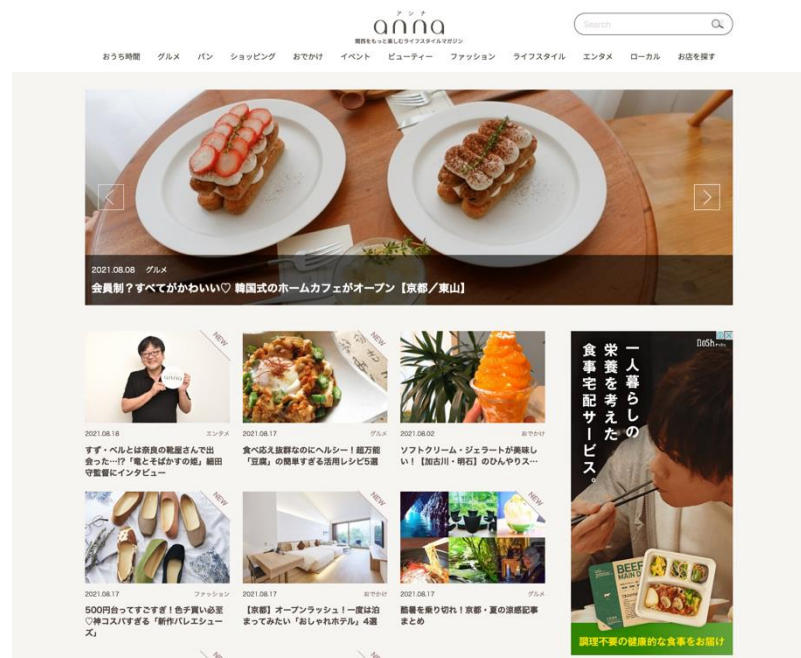 アンナ
anna
関西をもっと楽しむライフスタイルマガジン
Search
おうち時間 グルメ パン ショッピング おでかけ イベント ビューティー ファッション ライフスタイル エンタメ ローカル お店を探す
2021.08.08 グルメ
会員制？すべてがかわいい♡ 韓国式のホームカフェがオープン【京都／東山】
NEW
2021.08.18 エンタメ
すず・ベルとは奈良の靴屋さんで出
会った…!?「竜とそばかすの姫」細田
守監督にインタビュー
NEW
2021.08.17 グルメ
食べ応え抜群なのにヘルシー！超万能
「豆腐」の簡単すぎる活用レシピ5選
NEW
2021.08.02 おでかけ
ソフトクリーム・ジェラートが美味し
い！【加古川・明石】のひんやりス…
NEW
2021.08.17 ファッション
500円台ってすごすぎ！色チ買い必至
♡神コスパすぎる「新作バレエシュー
ズ」
2021.08.17 おでかけ
【京都】オープンラッシュ！一度は泊
まってみたい「おしゃれホテル」4選
NEW
2021.08.17 グルメ
酷暑を乗り切れ！京都・夏の涼感記事
まとめ
一人暮らしの
栄養を考えた
食事宅配サービス。
nosh
BEEF
MAIN D
調理不要の健康的な食事をお届け